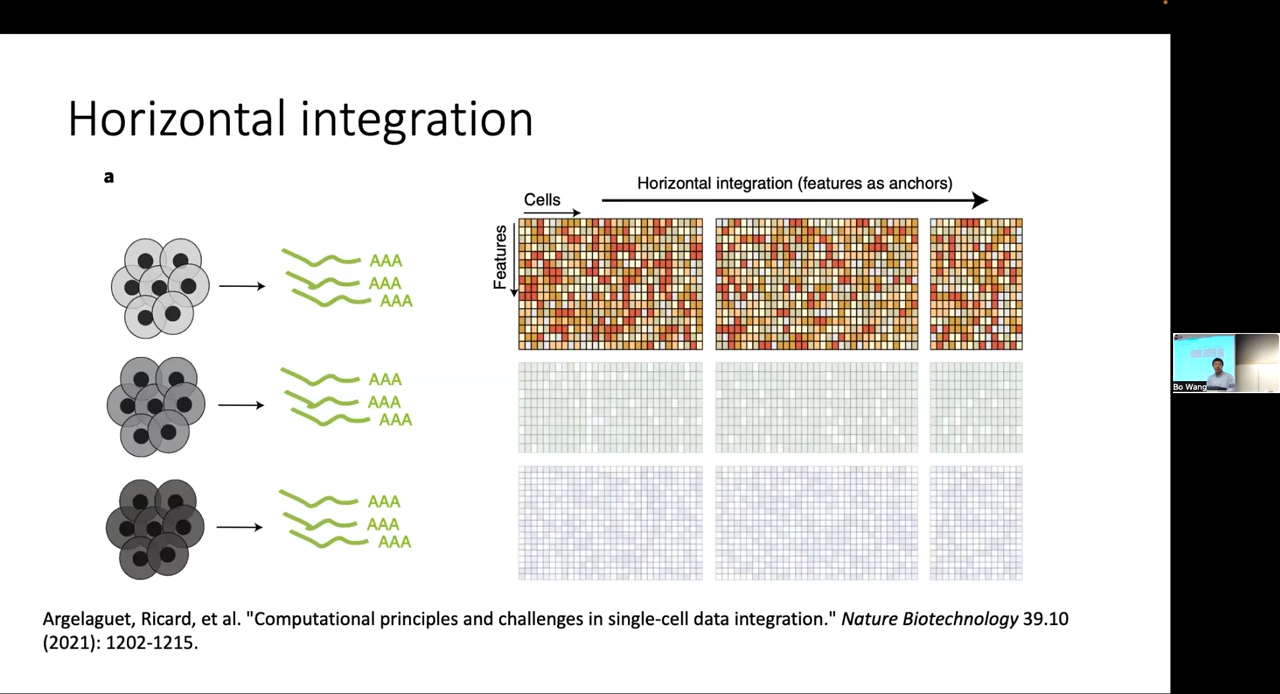 Horizontal integration
a
Horizontal integration (features as anchors)
Cells
Features
AAA
AAA
AAA
AAA
AAA
AAA
AAA
AAA
AAA
Argelaguet, Ricard, et al. "Computational principles and challenges in single-cell data integration." Nature Biotechnology 39.10
(2021): 1202-1215.
Bo Wang